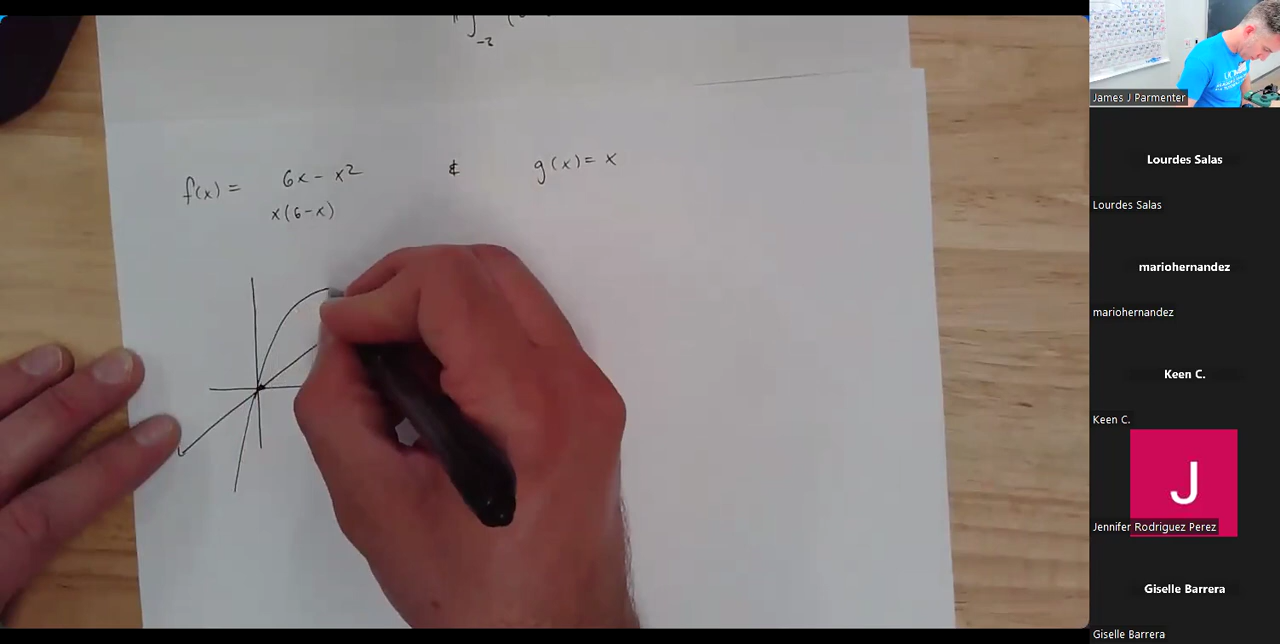 -2
f(x) = 6x - x² & g(x) = x
x(6-x)
James J Parmenter
Lourdes Salas
Lourdes Salas
mariohernandez
mariohernandez
Keen C.
Keen C.
J
Jennifer Rodriguez Perez
Giselle Barrera
Giselle Barrera